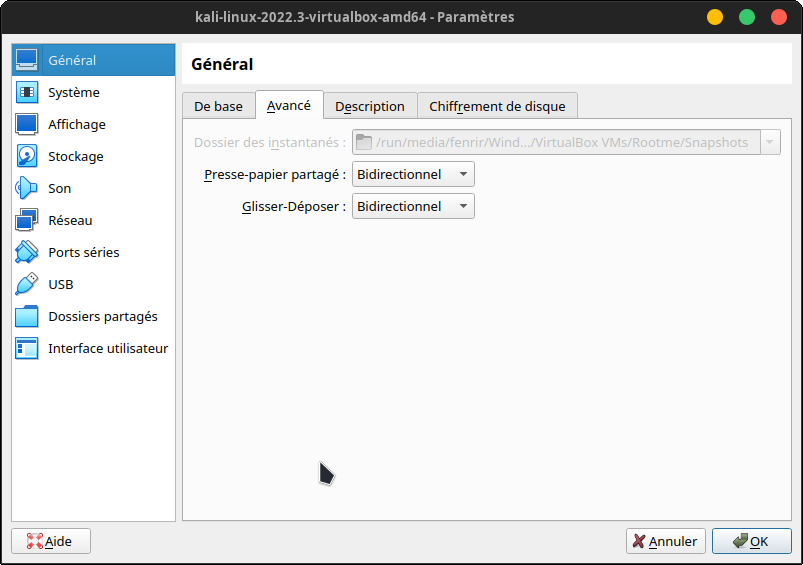 kali-linux-2022.3-virtualbox-amd64 - Paramètres
Général
Système
Affichage
Stockage
Son
Réseau
Ports séries
USB
Dossiers partagés
Interface utilisateur
Général
De base Avancé Description Chiffrement de disque
Dossier des instantanés : /run/media/fenrir/Wind.../VirtualBox VMs/Rootme/Snapshots
Presse-papier partagé : Bidirectionnel
Glisser-Déposer : Bidirectionnel
Aide Annuler OK